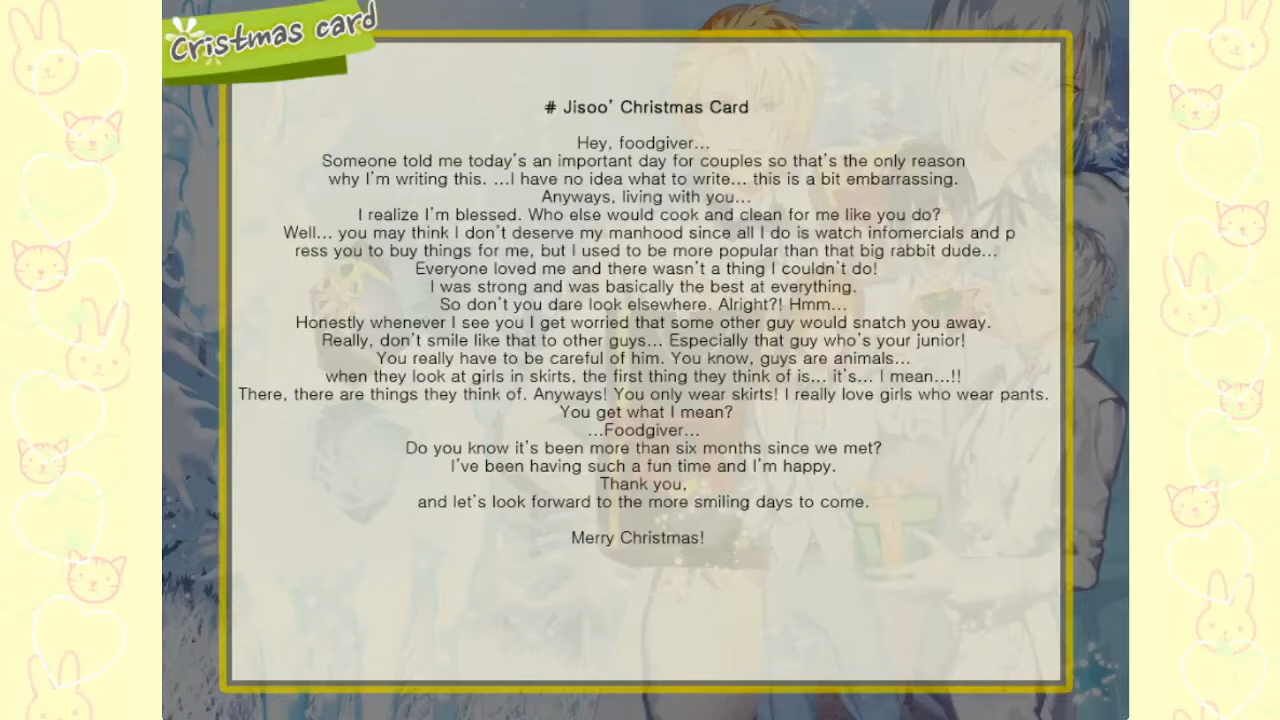 Cristmas card
# Jisoo' Christmas Card
Hey, foodgiver...
Someone told me today's an important day for couples so that's the only reason
why I'm writing this. ...I have no idea what to write... this is a bit embarrassing.
Anyways, living with you...
I realize I'm blessed. Who else would cook and clean for me like you do?
Well... you may think I don't deserve my manhood since all I do is watch infomercials and p
ress you to buy things for me, but I used to be more popular than that big rabbit dude...
Everyone loved me and there wasn't a thing I couldn't do!
I was strong and was basically the best at everything.
So don't you dare look elsewhere. Alright?! Hmm...
Honestly whenever I see you I get worried that some other guy would snatch you away.
Really, don't smile like that to other guys... Especially that guy who's your junior!
You really have to be careful of him. You know, guys are animals...
when they look at girls in skirts, the first thing they think of is... it's... I mean...!!
There, there are things they think of. Anyways! You only wear skirts! I really love girls who wear pants.
You get what I mean?
...Foodgiver...
Do you know it's been more than six months since we met?
I've been having such a fun time and I'm happy.
Thank you,
and let's look forward to the more smiling days to come.
Merry Christmas!